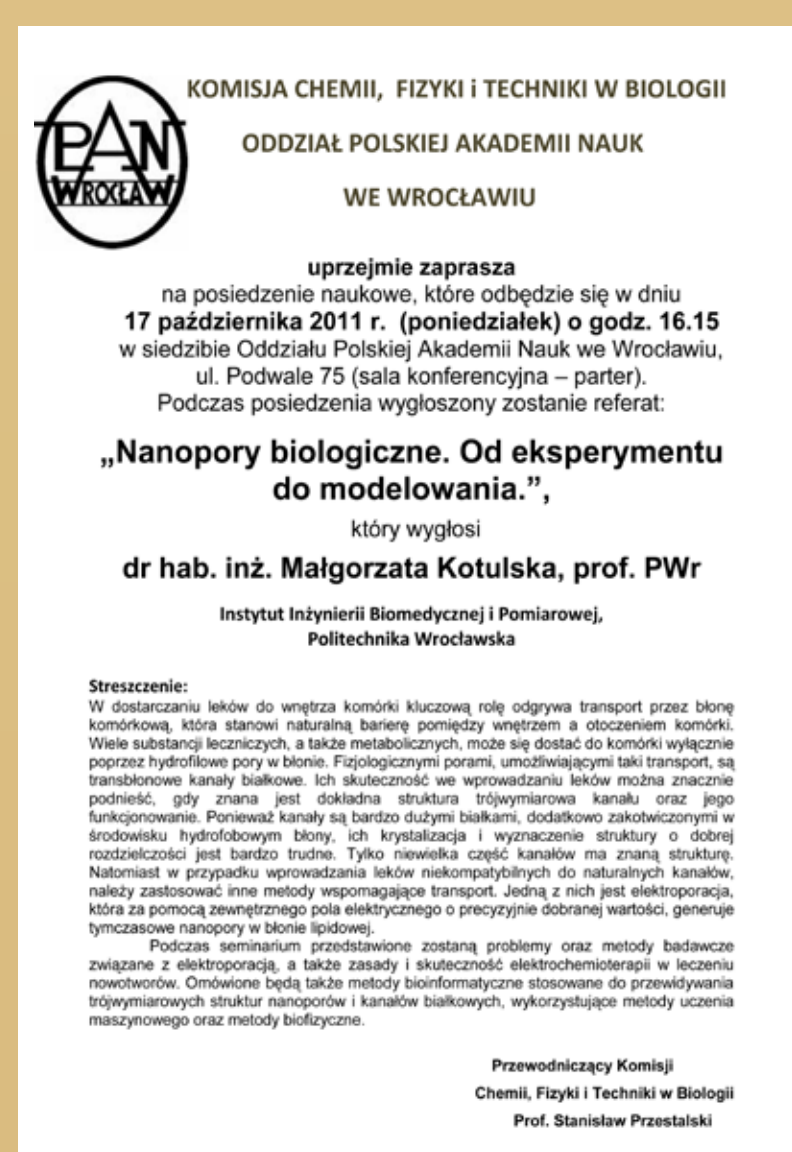 PAN
WROCŁAW
KOMISJA CHEMII, FIZYKI i TECHNIKI W BIOLOGII
ODDZIAŁ POLSKIEJ AKADEMII NAUK
WE WROCŁAWIU
uprzejmie zaprasza
na posiedzenie naukowe, które odbędzie się w dniu
17 października 2011 r. (poniedziałek) o godz. 16.15
w siedzibie Oddziału Polskiej Akademii Nauk we Wrocławiu,
ul. Podwale 75 (sala konferencyjna – parter).
Podczas posiedzenia wygłoszony zostanie referat:
„Nanopory biologiczne. Od eksperymentu
do modelowania.”,
który wygłosi
dr hab. inż. Małgorzata Kotulska, prof. PWr
Instytut Inżynierii Biomedycznej i Pomiarowej,
Politechnika Wrocławska
Streszczenie:
W dostarczaniu leków do wnętrza komórki kluczową rolę odgrywa transport przez błonę
komórkową, która stanowi naturalną barierę pomiędzy wnętrzem a otoczeniem komórki.
Wiele substancji leczniczych, a także metabolicznych, może się dostać do komórki wyłącznie
poprzez hydrofilowe pory w błonie. Fizjologicznymi porami, umożliwiającymi taki transport, są
transbłonowe kanały białkowe. Ich skuteczność we wprowadzaniu leków można znacznie
podnieść, gdy znana jest dokładna struktura trójwymiarowa kanału oraz jego
funkcjonowanie. Ponieważ kanały są bardzo dużymi białkami, dodatkowo zakotwiczonymi w
środowisku hydrofobowym błony, ich krystalizacja i wyznaczenie struktury o dobrej
rozdzielczości jest bardzo trudne. Tylko niewielka część kanałów ma znaną strukturę.
Natomiast w przypadku wprowadzania leków niekompatybilnych do naturalnych kanałów,
należy zastosować inne metody wspomagające transport. Jedną z nich jest elektroporacja,
która za pomocą zewnętrznego pola elektrycznego o precyzyjnie dobranej wartości, generuje
tymczasowe nanopory w błonie lipidowej.
Podczas seminarium przedstawione zostaną problemy oraz metody badawcze
związane z elektroporacją, a także zasady i skuteczność elektrochemioterapii w leczeniu
nowotworów. Omówione będą także metody bioinformatyczne stosowane do przewidywania
trójwymiarowych struktur nanoporów i kanałów białkowych, wykorzystujące metody uczenia
maszynowego oraz metody biofizyczne.
Przewodniczący Komisji
Chemii, Fizyki i Techniki w Biologii
Prof. Stanisław Przestalski